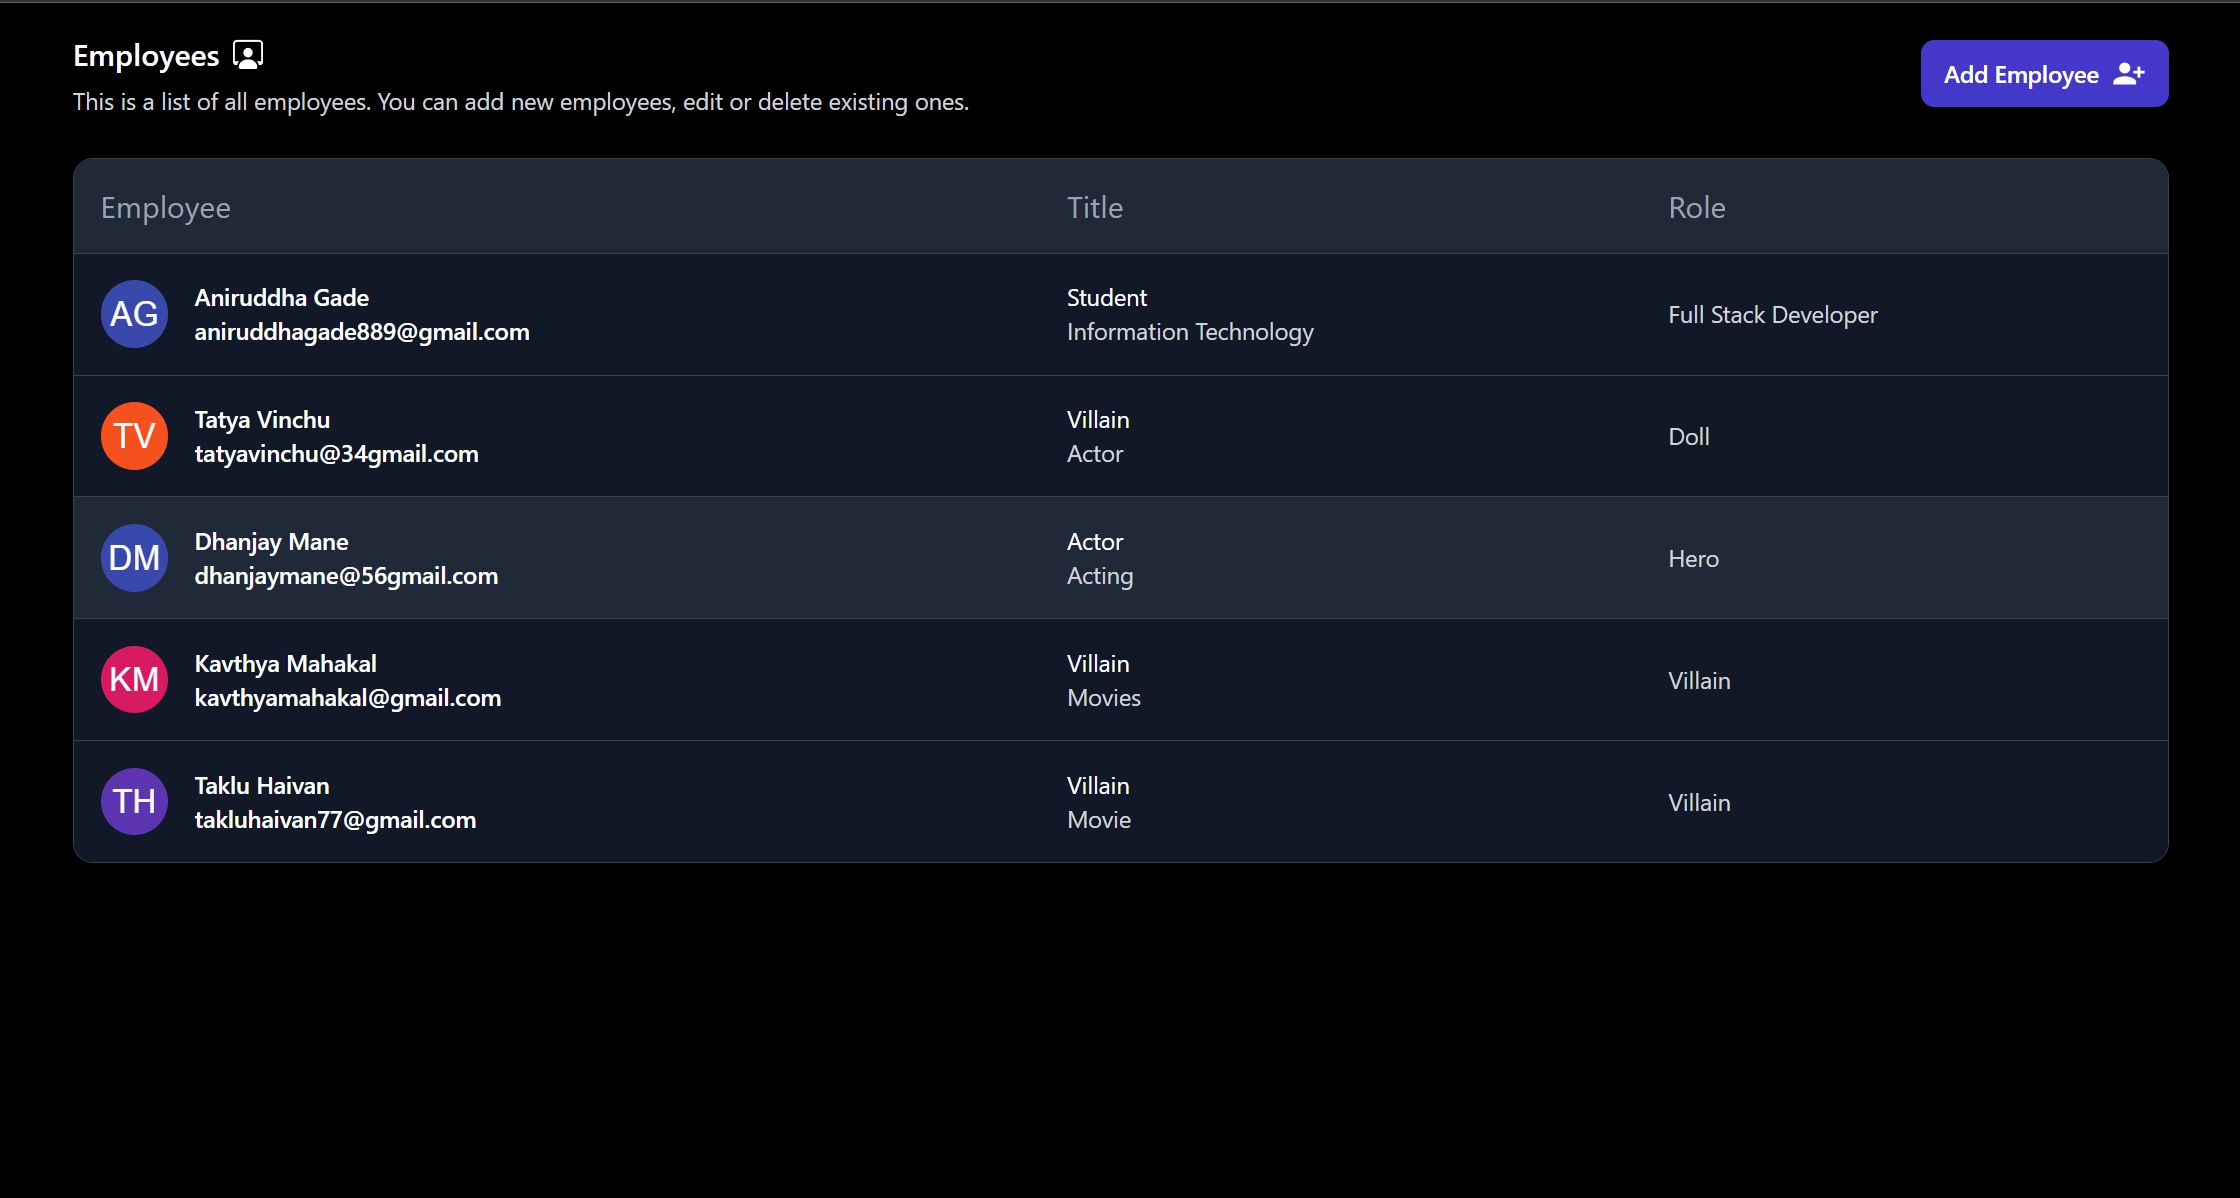 Employees
This is a list of all employees. You can add new employees, edit or delete existing ones.
Add Employee
Employee Title Role
AG
Aniruddha Gade
aniruddhagade889@gmail.com
Student
Information Technology
Full Stack Developer
TV
Tatya Vinchu
tatyavinchu@34gmail.com
Villain
Actor
Doll
DM
Dhanjay Mane
dhanjaymane@56gmail.com
Actor
Acting
Hero
KM
Kavthya Mahakal
kavthyamahakal@gmail.com
Villain
Movies
Villain
TH
Taklu Haivan
takluhaivan77@gmail.com
Villain
Movie
Villain